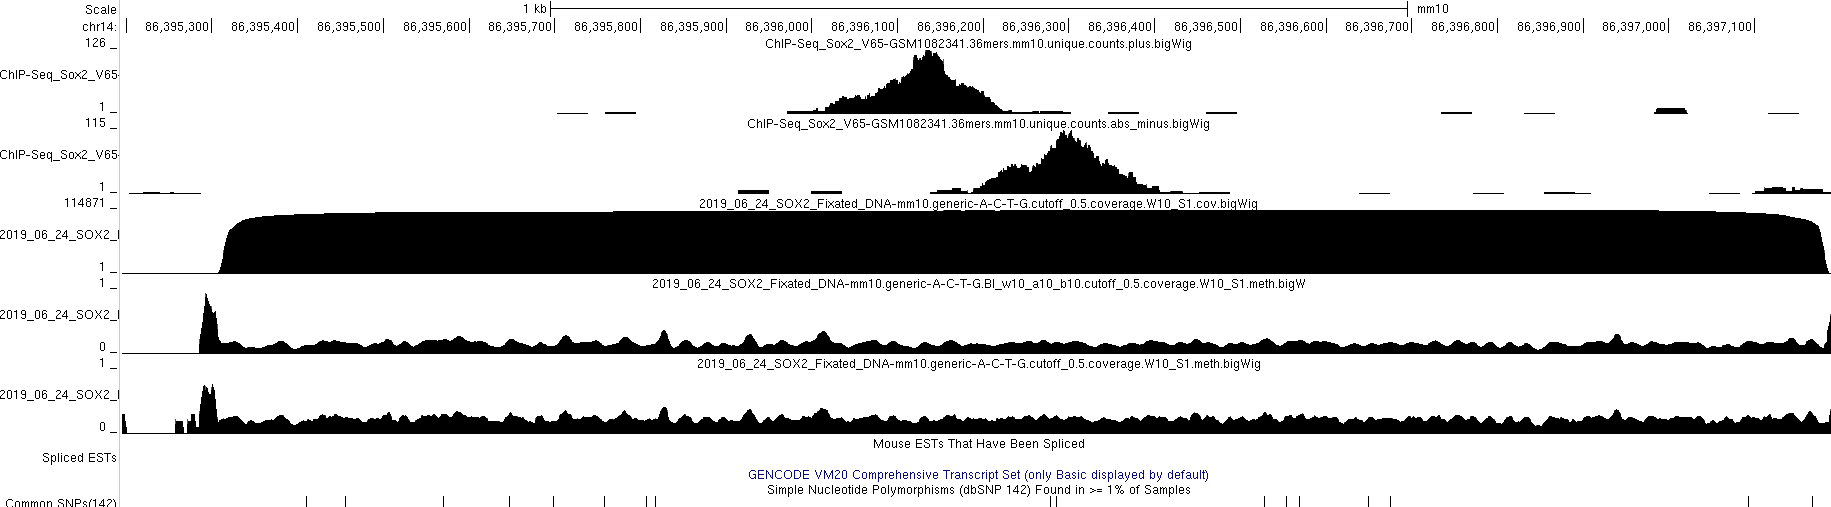 Scale 1 kb mm10
chr14: 86,395,300 86,395,400 86,395,500 86,395,600 86,395,700 86,395,800 86,395,900 86,396,000 86,396,100 86,396,200 86,396,300 86,396,400 86,396,500 86,396,600 86,396,700 86,396,800 86,396,900 86,397,000 86,397,100
ChIP-Seq_Sox2_V65-GSM1082341.36mers.mm10.unique.counts.plus.bigWig
126 _
ChIP-Seq_Sox2_V65-
1 _
ChIP-Seq_Sox2_V65-GSM1082341.36mers.mm10.unique.counts.abs_minus.bigWig
115 _
ChIP-Seq_Sox2_V65-
1 _
2019_06_24_SOX2_Fixated_DNA-mm10.generic-A-C-T-G.cutoff_0.5.coverage.W10_S1.cov.bigWig
114871 _
2019_06_24_SOX2_
1 _
2019_06_24_SOX2_Fixated_DNA-mm10.generic-A-C-T-G.BI_w10_a10_b10.cutoff_0.5.coverage.W10_S1.meth.bigW
1 _
2019_06_24_SOX2_
0 _
2019_06_24_SOX2_Fixated_DNA-mm10.generic-A-C-T-G.cutoff_0.5.coverage.W10_S1.meth.bigWig
1 _
2019_06_24_SOX2_
0 _
Mouse ESTs That Have Been Spliced
Spliced ESTs
GENCODE VM20 Comprehensive Transcript Set (only Basic displayed by default)
Simple Nucleotide Polymorphisms (dbSNP 142) Found in >= 1% of Samples
Common SNPs(142)